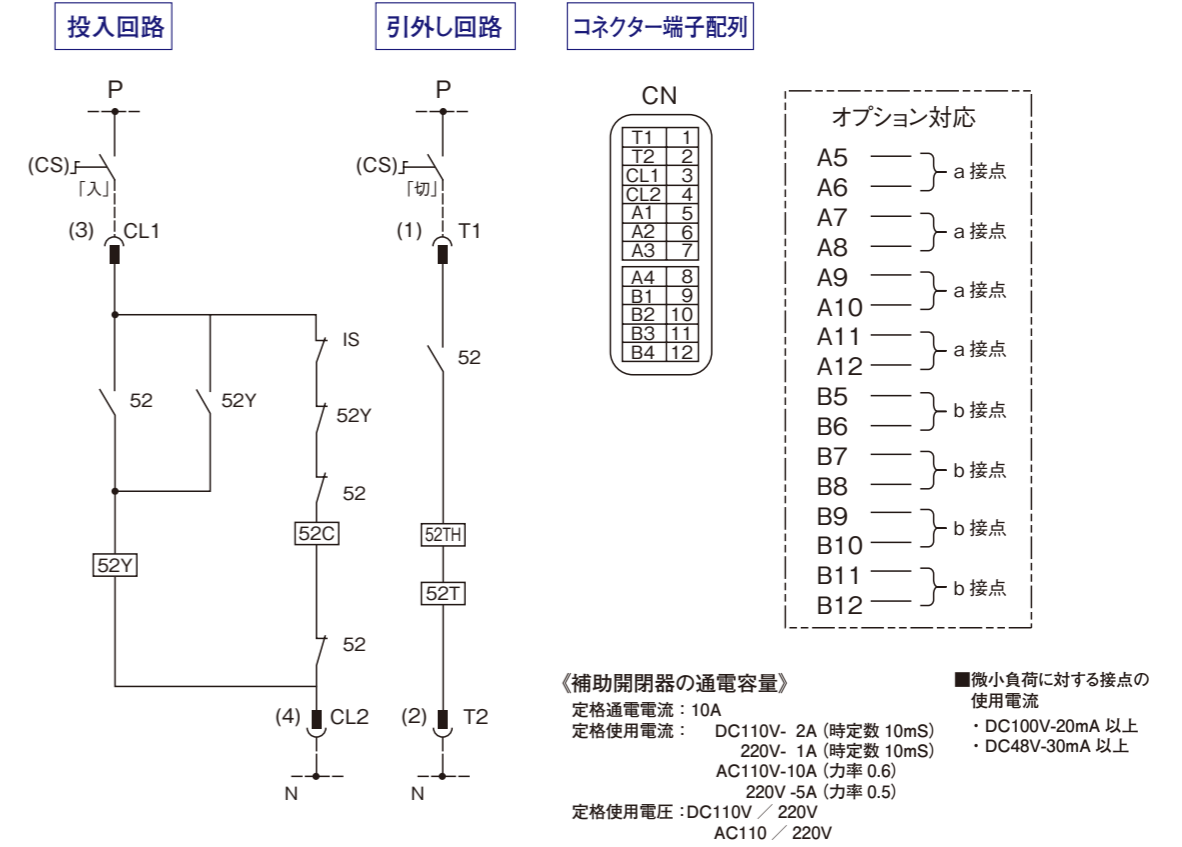 投入回路
引外し回路
コネクター端子配列
P
(CS)
「入」
(3) CL1
IS
52
52Y
52Y
52
52C
52Y
52
(4) CL2
N
P
(CS)
「切」
(1) T1
52
52TH
52T
(2) T2
N
CN
T1 1
T2 2
CL1 3
CL2 4
A1 5
A2 6
A3 7
A4 8
B1 9
B2 10
B3 11
B4 12
オプション対応
A5
A6
a 接点
A7
A8
a 接点
A9
A10
a 接点
A11
A12
a 接点
B5
B6
b 接点
B7
B8
b 接点
B9
B10
b 接点
B11
B12
b 接点
《補助開閉器の通電容量》
定格通電電流：10A
定格使用電流： DC110V- 2A（時定数 10mS）
220V- 1A（時定数 10mS）
AC110V-10A（力率 0.6）
220V -5A（力率 0.5）
定格使用電圧：DC110V ／ 220V
AC110 ／ 220V
■微小負荷に対する接点の
使用電流
・DC100V-20mA 以上
・DC48V-30mA 以上